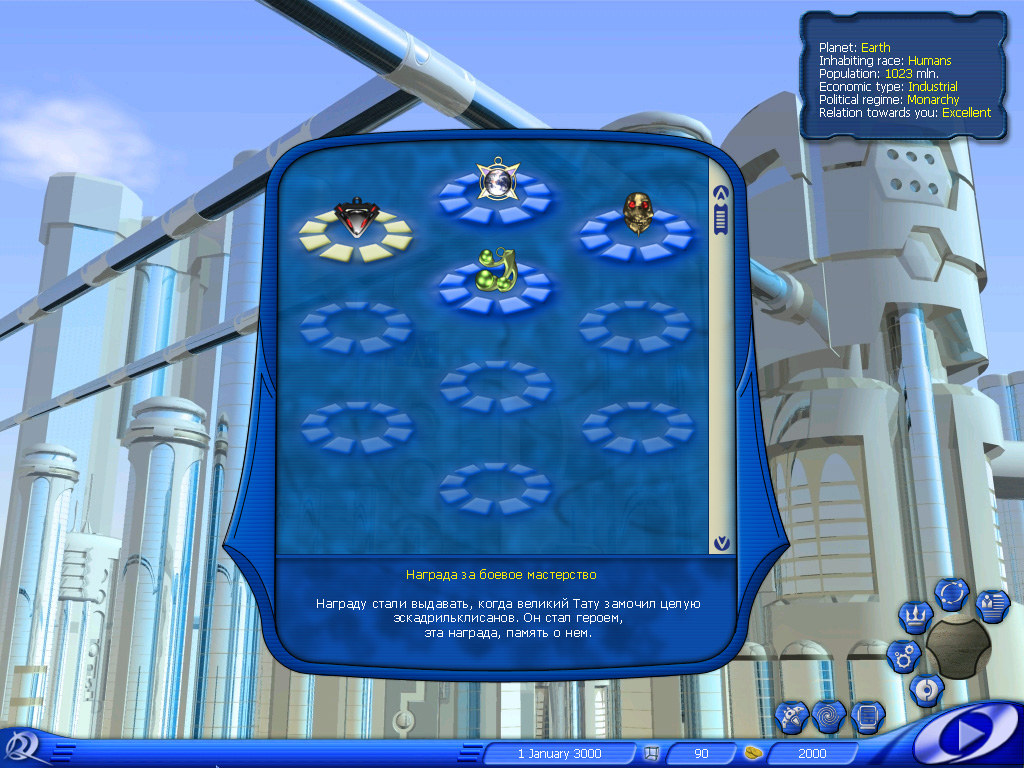 Planet: Earth
Inhabiting race: Humans
Population: 1023 mln.
Economic type: Industrial
Political regime: Monarchy
Relation towards you: Excellent
Награда за боевое мастерство
Награду стали выдавать, когда великий Тату замочил целую
эскадрильклисанов. Он стал героем,
эта награда, память о нем.
1 January 3000
90
2000